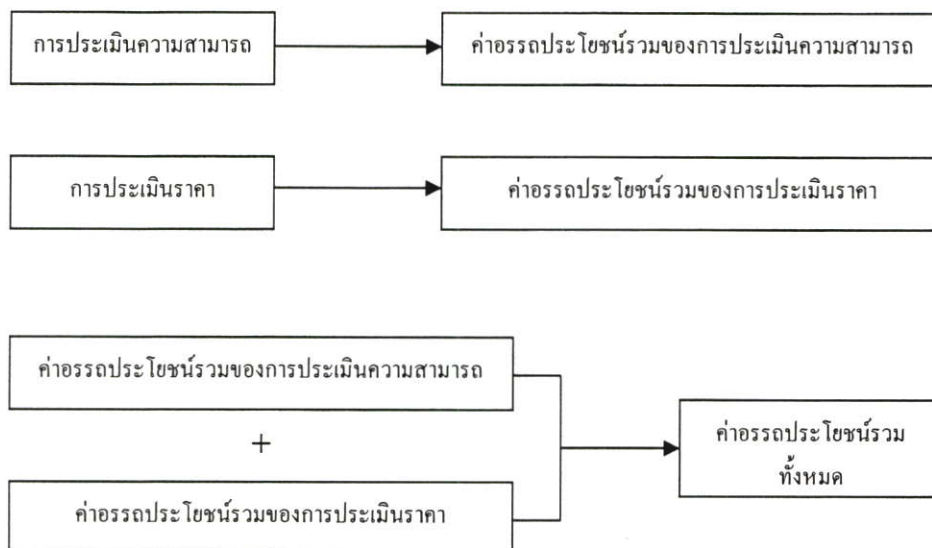 การประเมินความสามารถ
ค่าอรรถประโยชน์รวมของการประเมินความสามารถ
การประเมินราคา
ค่าอรรถประโยชน์รวมของการประเมินราคา
ค่าอรรถประโยชน์รวมของการประเมินความสามารถ
+
ค่าอรรถประโยชน์รวมของการประเมินราคา
ค่าอรรถประโยชน์รวม
ทั้งหมด